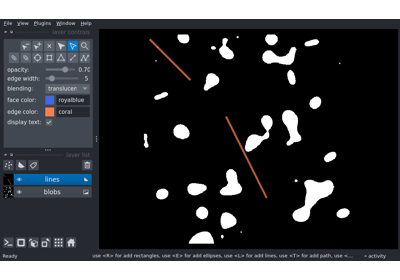 File View Plugins Window Help
layer controls
opacity: 0.70
edge width: 5
blending: translucen
face color: royalblue
edge color: coral
display text:
layer list
lines
blobs
Ready use <R> for add rectangles, use <E> for add ellipses, use <L> for add lines, use <T> for add path, use <... activity